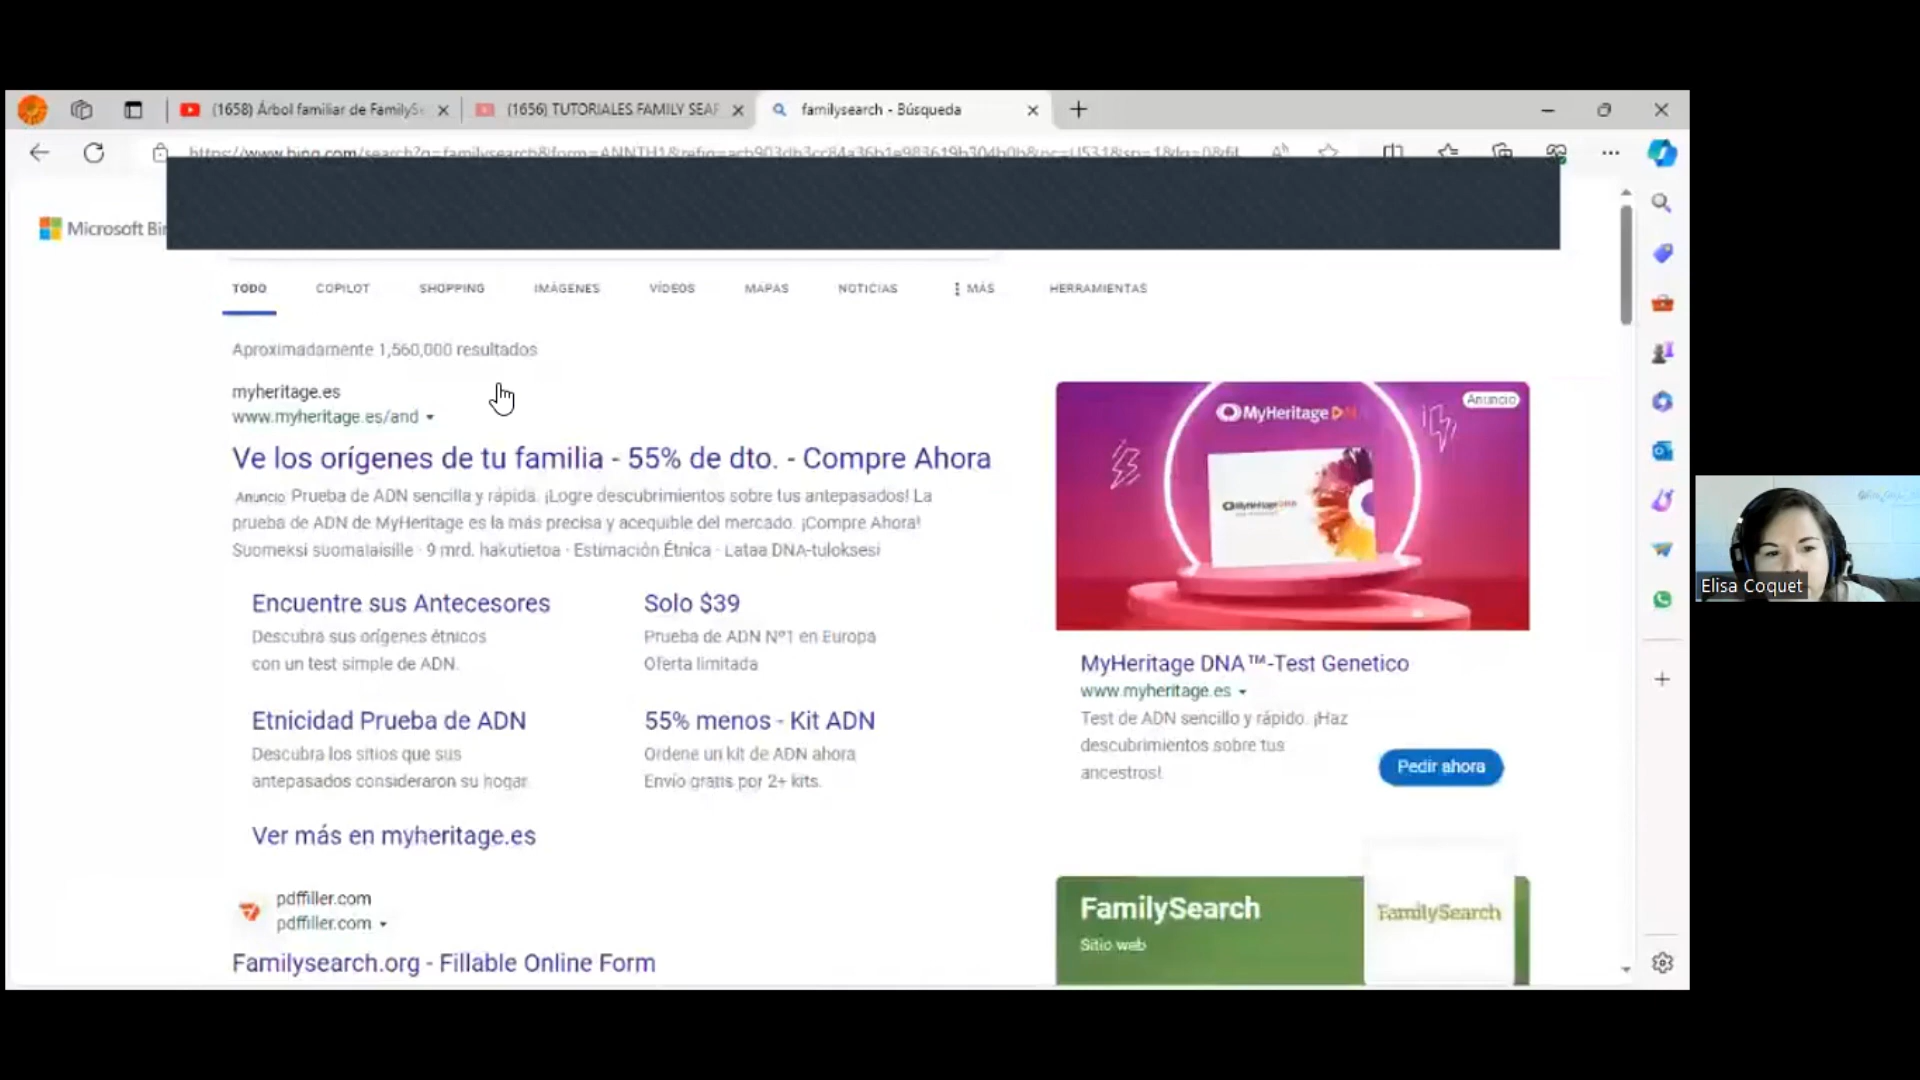 (1658) Árbol familiar de FamilySe
(1656) TUTORIALES FAMILY SEAR
familysearch - Búsqueda
Microsoft Bin
TODO
COPILOT
SHOPPING
IMÁGENES
VÍDEOS
MAPAS
NOTICIAS
MÁS
HERRAMIENTAS
Aproximadamente 1,560,000 resultados
myheritage.es
www.myheritage.es/and
Ve los orígenes de tu familia - 55% de dto. - Compre Ahora
Anuncio Prueba de ADN sencilla y rápida. ¡Logre descubrimientos sobre tus antepasados! La
prueba de ADN de MyHeritage es la más precisa y acequible del mercado. ¡Compre Ahora!
Suomeksi suomalaisille · 9 mrd. hakutietoa · Estimación Étnica · Lataa DNA-tuloksesi
Encuentre sus Antecesores
Descubra sus orígenes étnicos
con un test simple de ADN.
Solo $39
Prueba de ADN Nº1 en Europa
Oferta limitada
Etnicidad Prueba de ADN
Descubra los sitios que sus
antepasados consideraron su hogar
55% menos - Kit ADN
Ordene un kit de ADN ahora
Envío gratis por 2+ kits.
Ver más en myheritage.es
pdffiller.com
pdffiller.com
Familysearch.org - Fillable Online Form
Anuncio
MyHeritage DNA
MyHeritage DNA
MyHeritage DNA™-Test Genetico
www.myheritage.es
Test de ADN sencillo y rápido. ¡Haz
descubrimientos sobre tus
ancestros!
Pedir ahora
FamilySearch
Sitio web
FamilySearch
Elisa Coquet